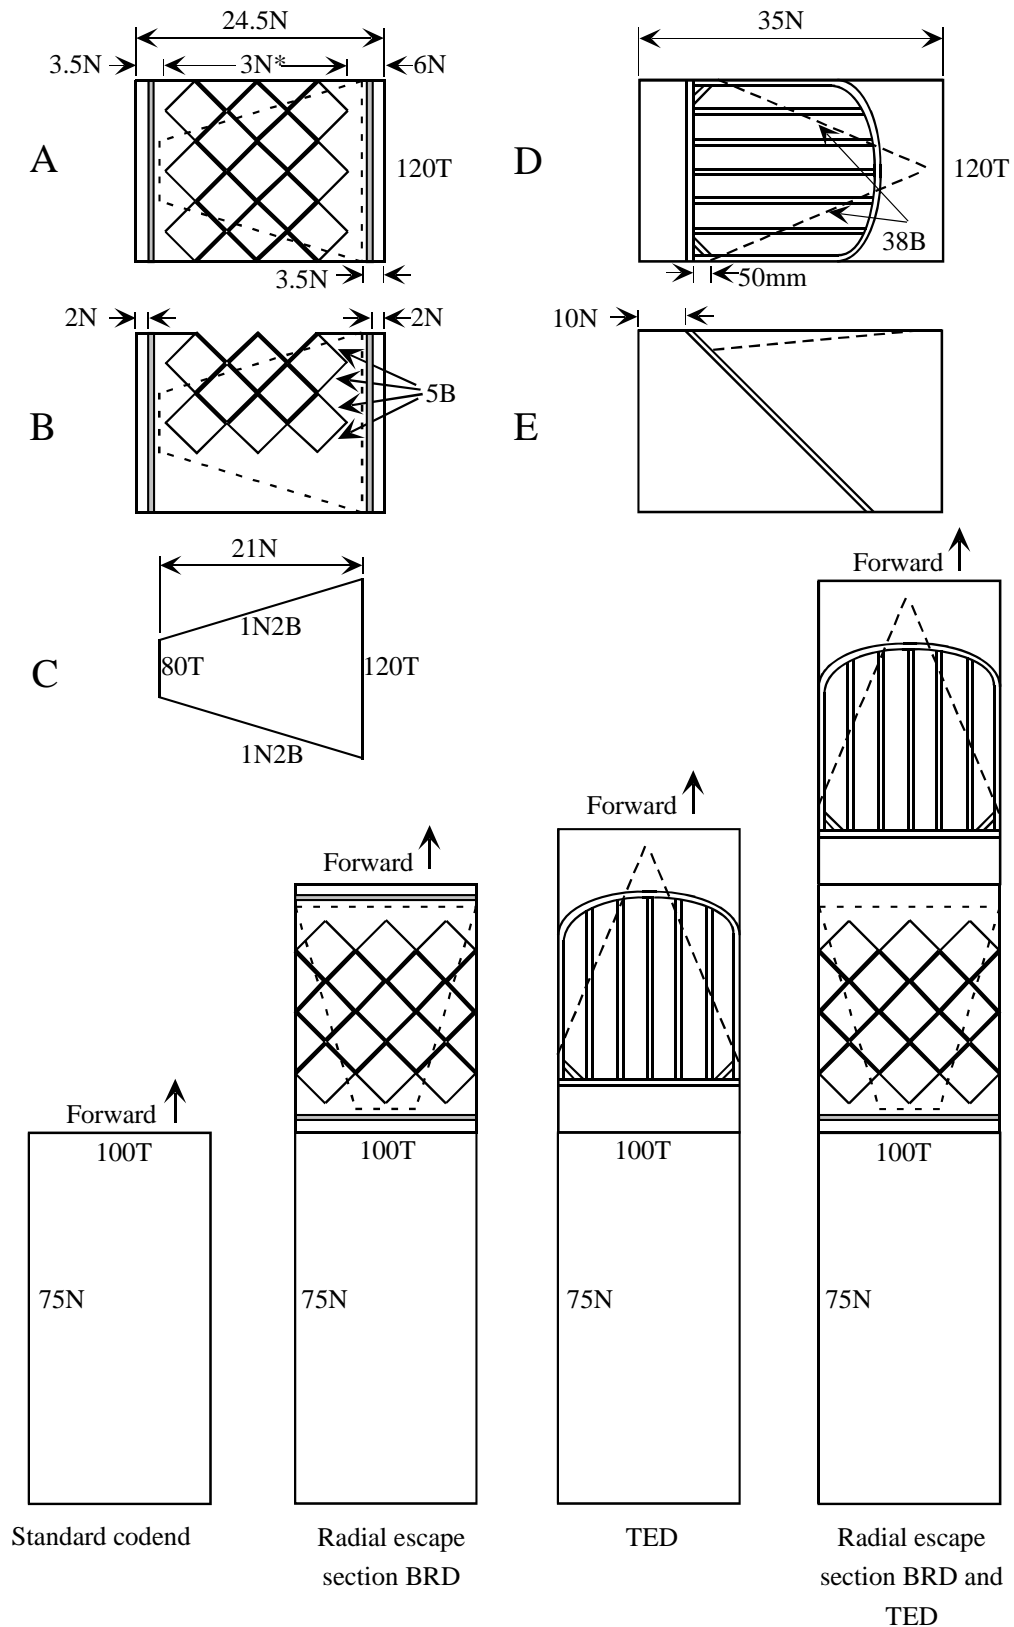 24.5N
3.5N
3N*
6N
A
120T
3.5N
2N
2N
5B
B
21N
1N2B
C
80T
120T
1N2B
35N
D
120T
38B
50mm
10N
E
Forward
Forward
Forward
Forward
100T
100T
100T
100T
75N
75N
75N
75N
Standard codend
Radial escape
section BRD
TED
Radial escape
section BRD and
TED